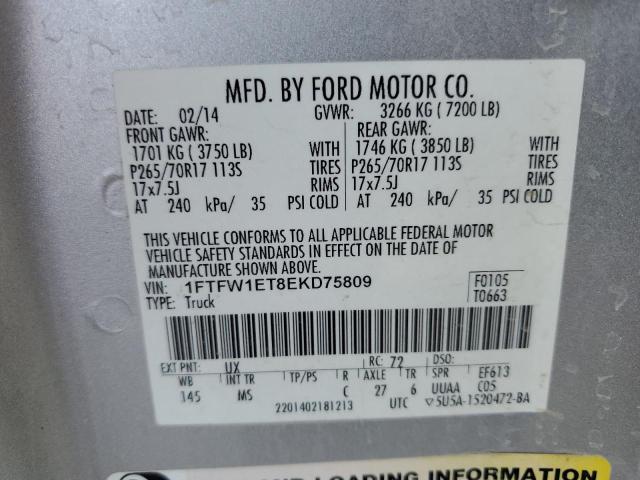 MFD. BY FORD MOTOR CO.
DATE: 02/14 GVWR: 3266 KG ( 7200 LB)
FRONT GAWR: REAR GAWR:
1701 KG ( 3750 LB) WITH 1746 KG ( 3850 LB) WITH
P265/70R17 113S TIRES P265/70R17 113S TIRES
17x7.5J RIMS 17x7.5J RIMS
AT 240 kPa/ 35 PSI COLD AT 240 kPa/ 35 PSI COLD
THIS VEHICLE CONFORMS TO ALL APPLICABLE FEDERAL MOTOR
VEHICLE SAFETY STANDARDS IN EFFECT ON THE DATE OF
MANUFACTURE SHOWN ABOVE.
VIN: 1FTFW1ET8EKD75809 F0105
TYPE: Truck T0663
EXT PNT: UX RC: 72 DSO:
WB INT TR TP/PS R AXLE TR SPR EF613
145 MS C 27 6 UUAA C05
2201402181213 UTC ▽5U5A-1520472-BA
LOADING INFORMATION